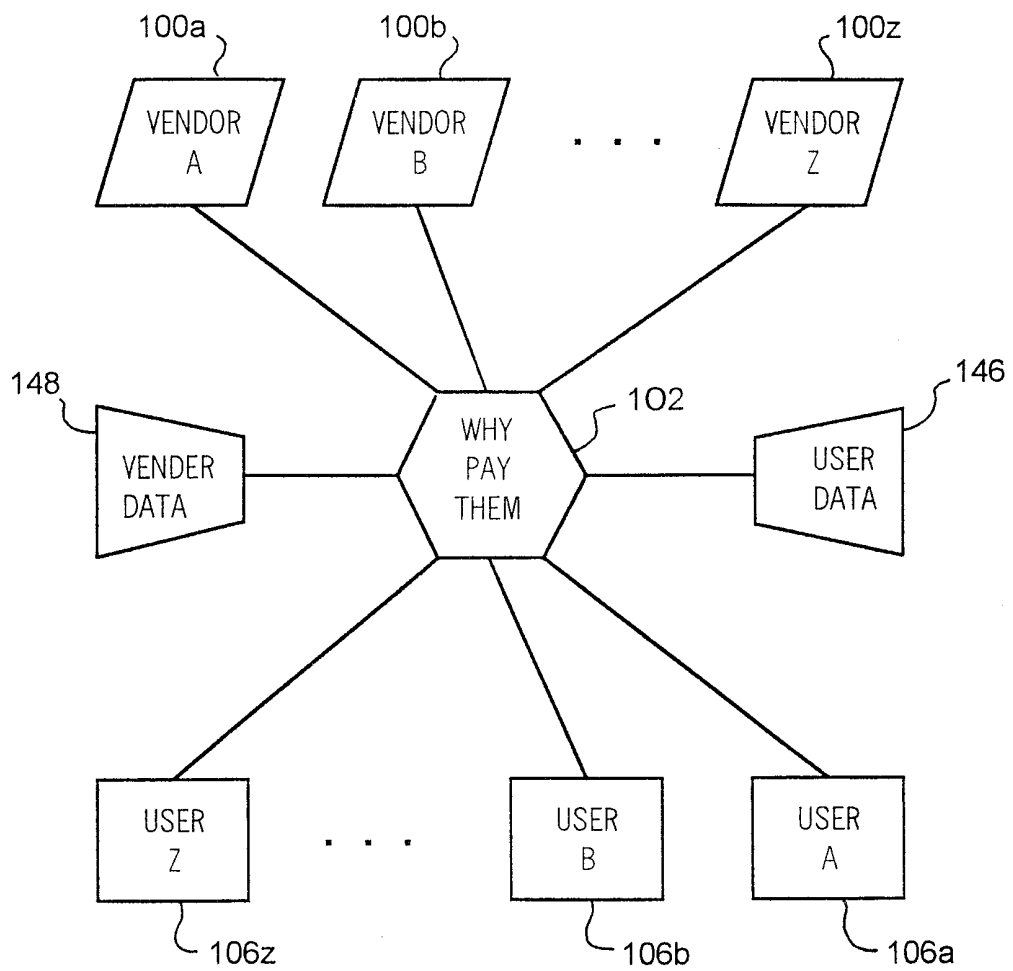 100a
100b
100z
VENDOR
A
VENDOR
B
. . .
VENDOR
Z
148
102
146
VENDER
DATA
WHY
PAY
THEM
USER
DATA
USER
Z
. . .
USER
B
USER
A
106z
106b
106a